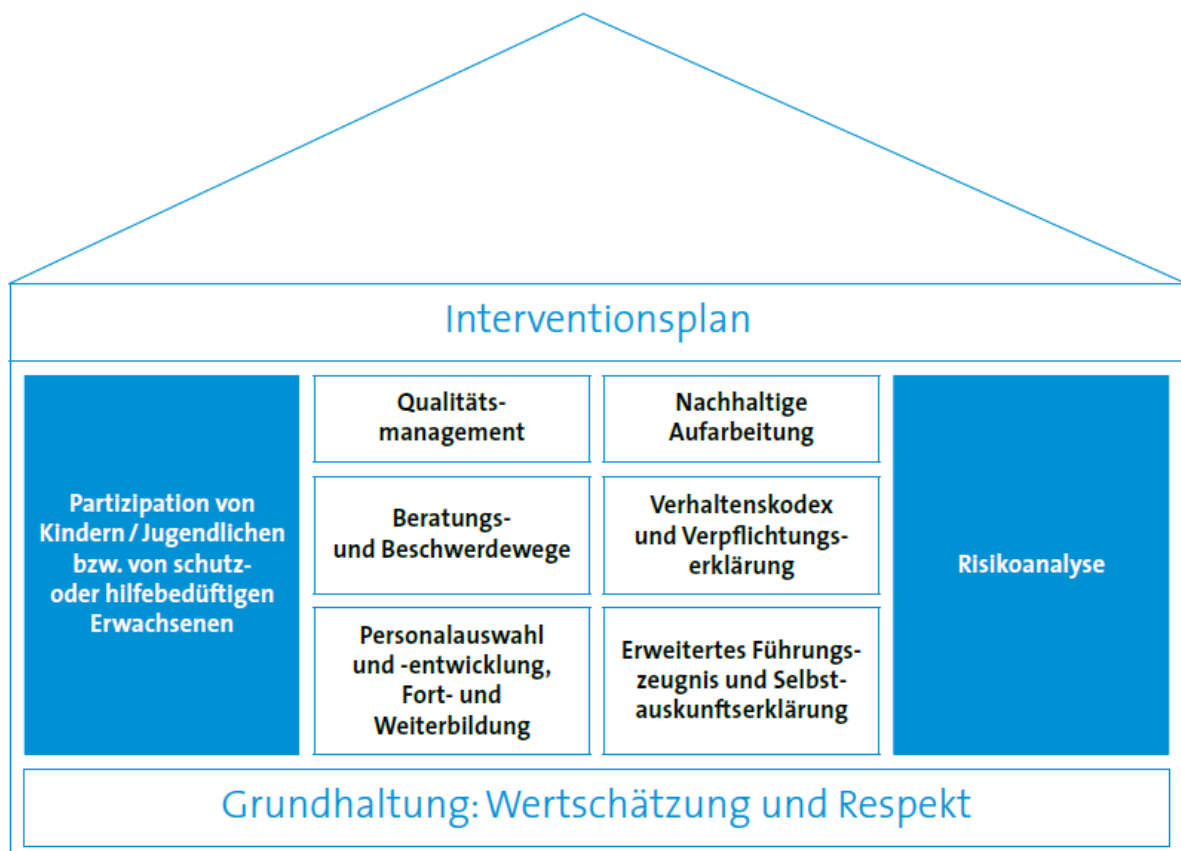 Interventionsplan
Partizipation von
Kindern / Jugendlichen
bzw. von schutz-
oder hilfebedüftigen
Erwachsenen
Qualitäts-
management
Nachhaltige
Aufarbeitung
Beratungs-
und Beschwerdewege
Verhaltenskodex
und Verpflichtungs-
erklärung
Personalauswahl
und -entwicklung,
Fort- und
Weiterbildung
Erweitertes Führungs-
zeugnis und Selbst-
auskunftserklärung
Risikoanalyse
Grundhaltung: Wertschätzung und Respekt